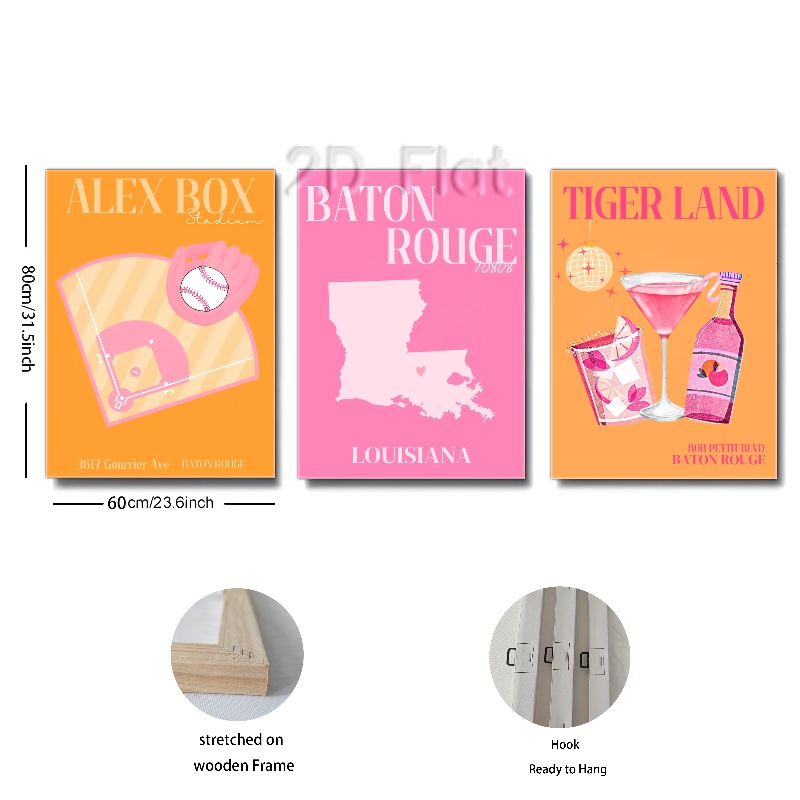 2D Flat
ALEX BOX
Stadium
3617 Gourrier Ave BATON ROUGE
BATON
ROUGE
70808
LOUISIANA
TIGER LAND
BOB PETTIT BLVD
BATON ROUGE
80cm/31.5inch
60cm/23.6inch
stretched on
wooden Frame
Hook
Ready to Hang